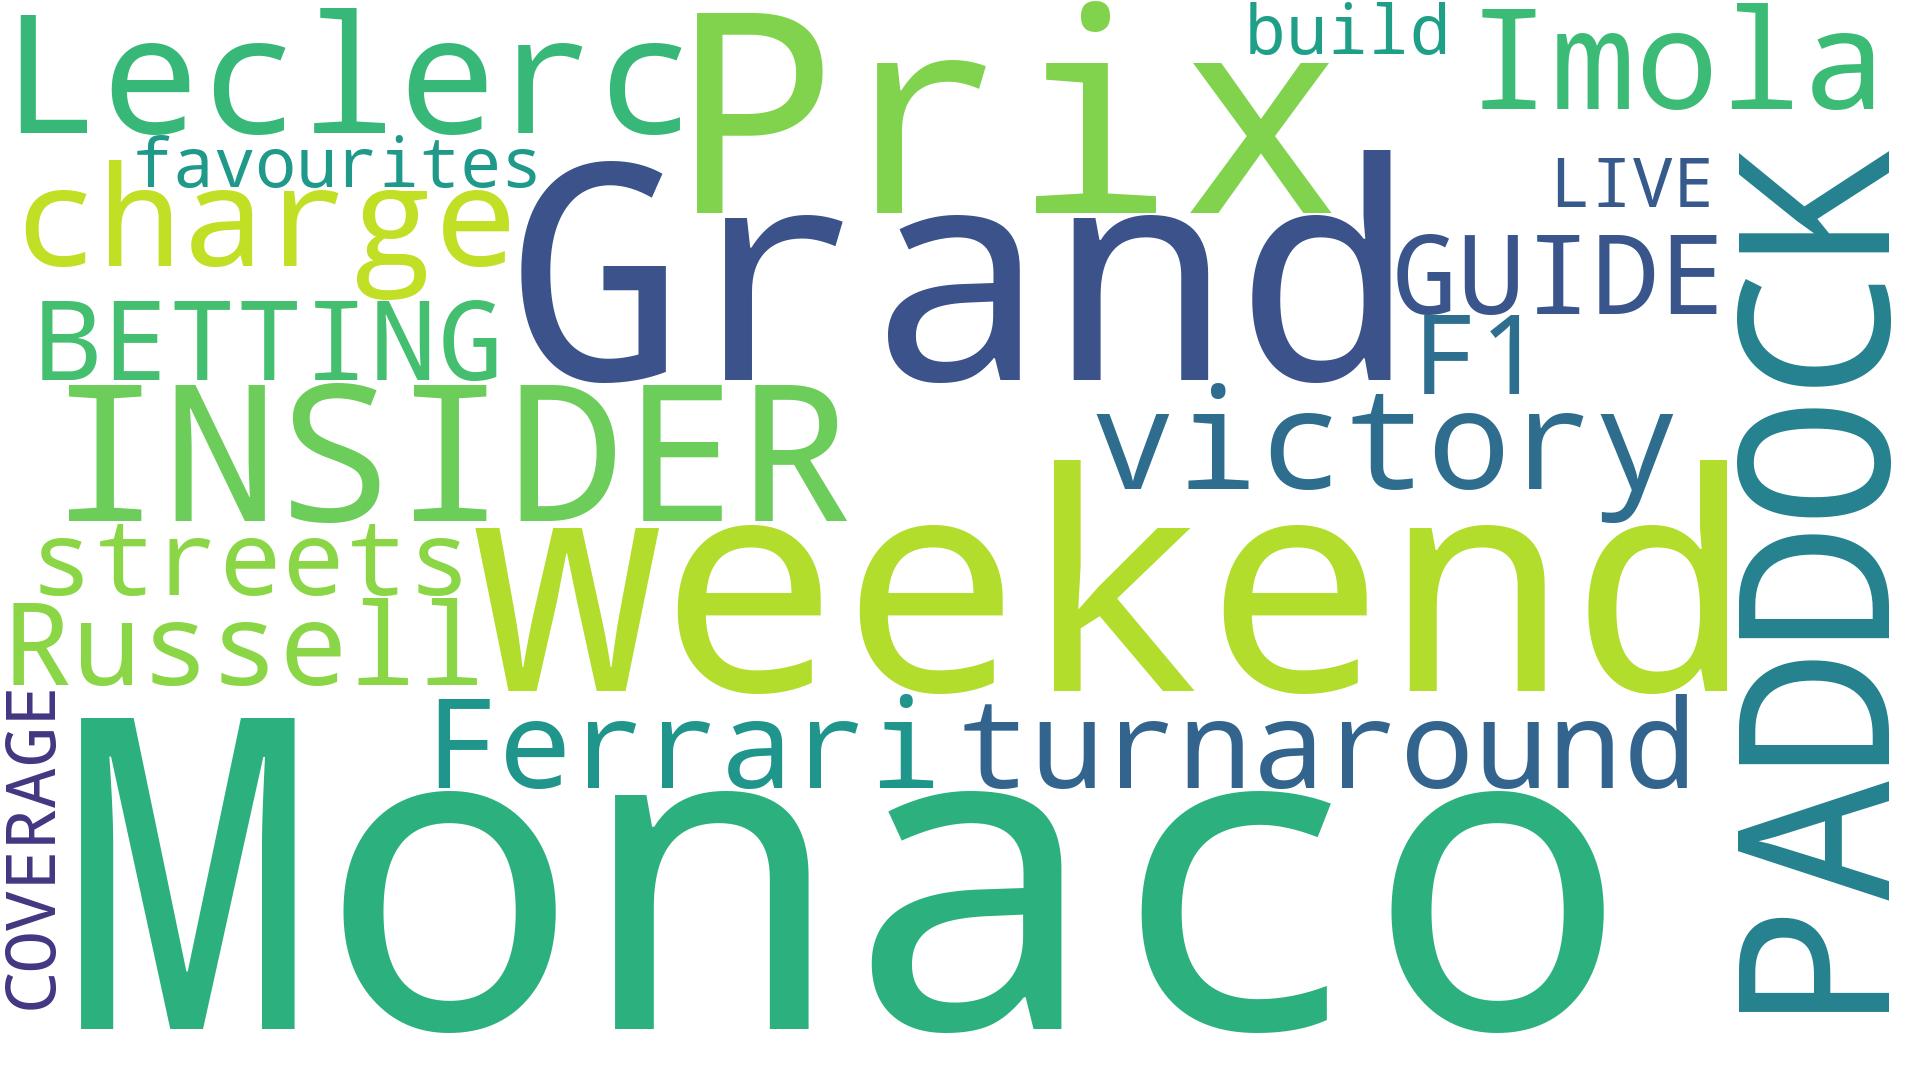 Leclerc
Prix
build
Imola
favourites
charge
Grand
LIVE
GUIDE
PADDOCK
BETTING
F1
INSIDER
victory
streets
Weekend
Russell
Ferrari
turnaround
COVERAGE
Monaco